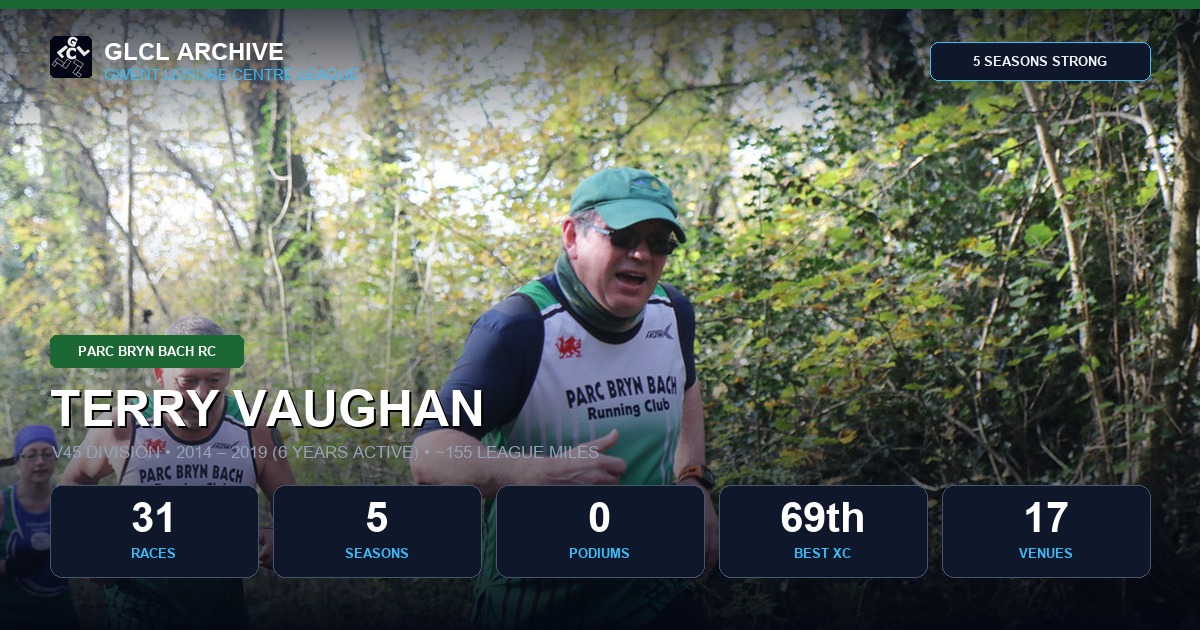 GLCL ARCHIVE
GWENT LEISURE CENTRE LEAGUE
5 SEASONS STRONG
PARC BRYN BACH RC
TERRY VAUGHAN
V45 DIVISION • 2014 – 2019 (6 YEARS ACTIVE) • ~155 LEAGUE MILES
PARC BRYN BACH
Running Club
PARC BRYN BACH
31
RACES
5
SEASONS
0
PODIUMS
69th
BEST XC
17
VENUES